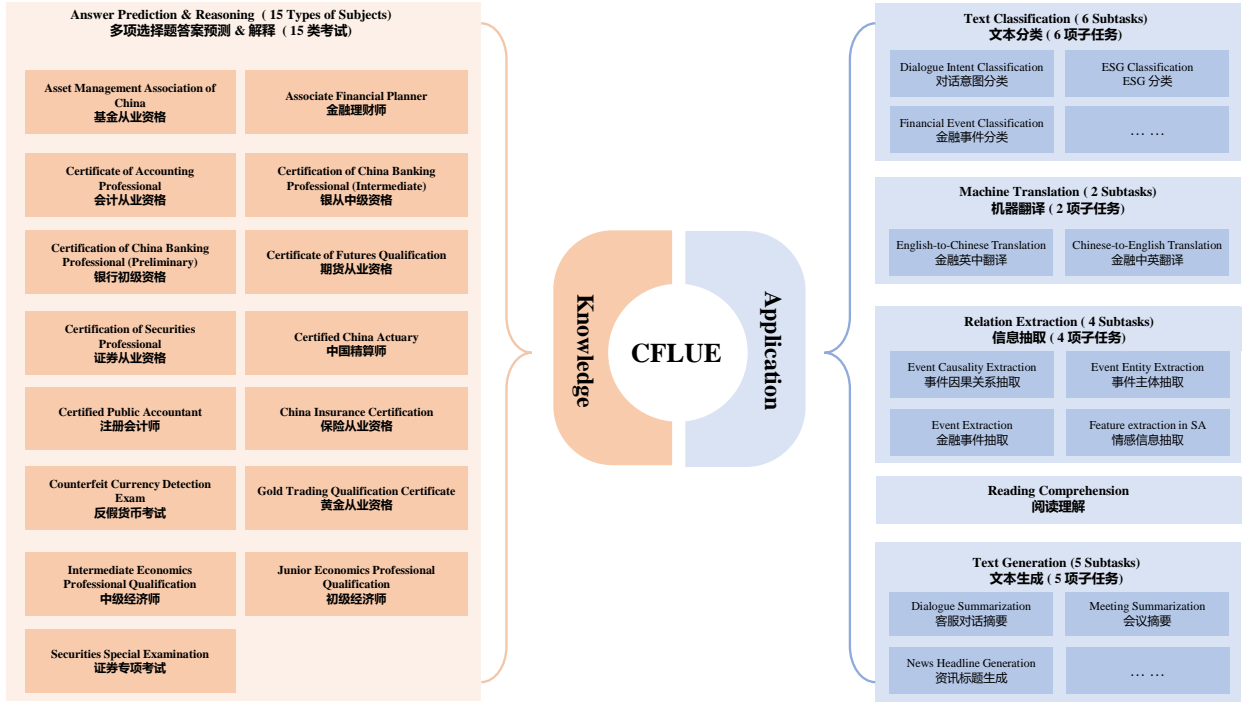 Answer Prediction & Reasoning ( 15 Types of Subjects)
多项选择题答案预测 & 解释 ( 15 类考试)
Asset Management Association of
China
基金从业资格
Associate Financial Planner
金融理财师
Certificate of Accounting
Professional
会计从业资格
Certification of China Banking
Professional (Intermediate)
银从中级资格
Certification of China Banking
Professional (Preliminary)
银行初级资格
Certificate of Futures Qualification
期货从业资格
Certification of Securities
Professional
证券从业资格
Certified China Actuary
中国精算师
Certified Public Accountant
注册会计师
China Insurance Certification
保险从业资格
Counterfeit Currency Detection
Exam
反假货币考试
Gold Trading Qualification Certificate
黄金从业资格
Intermediate Economics
Professional Qualification
中级经济师
Junior Economics Professional
Qualification
初级经济师
Securities Special Examination
证券专项考试
Knowledge
CFLUE
Application
Text Classification ( 6 Subtasks)
文本分类 ( 6 项子任务)
Dialogue Intent Classification
对话意图分类
ESG Classification
ESG 分类
Financial Event Classification
金融事件分类
… …
Machine Translation ( 2 Subtasks)
机器翻译 ( 2 项子任务)
English-to-Chinese Translation
金融英中翻译
Chinese-to-English Translation
金融中英翻译
Relation Extraction ( 4 Subtasks)
信息抽取 ( 4 项子任务)
Event Causality Extraction
事件因果关系抽取
Event Entity Extraction
事件主体抽取
Event Extraction
金融事件抽取
Feature extraction in SA
情感信息抽取
Reading Comprehension
阅读理解
Text Generation (5 Subtasks)
文本生成 ( 5 项子任务)
Dialogue Summarization
客服对话摘要
Meeting Summarization
会议摘要
News Headline Generation
资讯标题生成
… …